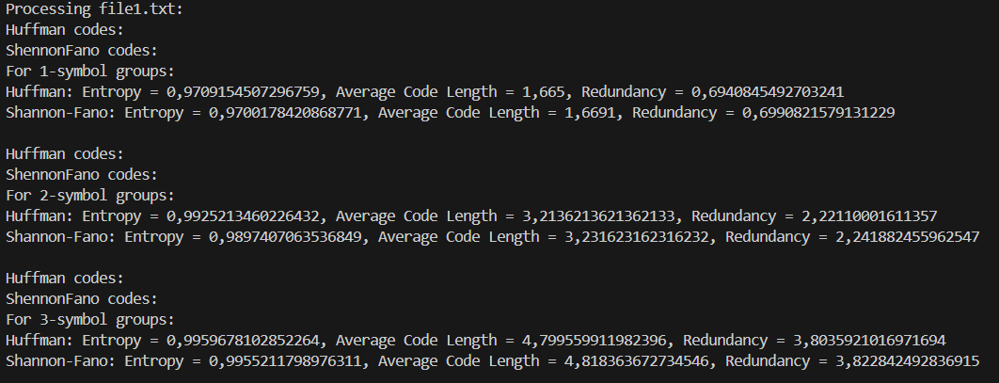 Processing file1.txt:
Huffman codes:
ShennonFano codes:
For 1-symbol groups:
Huffman: Entropy = 0,9709154507296759, Average Code Length = 1,665, Redundancy = 0,6940845492703241
Shannon-Fano: Entropy = 0,9700178420868771, Average Code Length = 1,6691, Redundancy = 0,6990821579131229
Huffman codes:
ShennonFano codes:
For 2-symbol groups:
Huffman: Entropy = 0,9925213460226432, Average Code Length = 3,2136213621362133, Redundancy = 2,22110001611357
Shannon-Fano: Entropy = 0,9897407063536849, Average Code Length = 3,231623162316232, Redundancy = 2,241882455962547
Huffman codes:
ShennonFano codes:
For 3-symbol groups:
Huffman: Entropy = 0,9959678102852264, Average Code Length = 4,799559911982396, Redundancy = 3,8035921016971694
Shannon-Fano: Entropy = 0,9955211798976311, Average Code Length = 4,818363672734546, Redundancy = 3,822842492836915